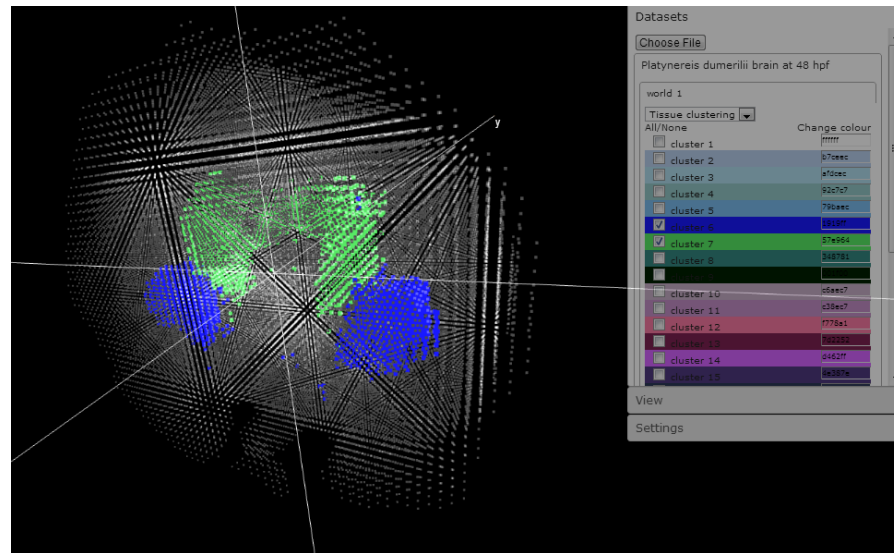 Datasets
Choose File
Platynereis dumerilii brain at 48 hpf
world 1
Tissue clustering
All/None Change colour
cluster 1 ffffff
cluster 2 b7ceec
cluster 3 afdcec
cluster 4 92c7c7
cluster 5 79baec
cluster 6
cluster 7 57e964
cluster 8 348781
cluster 10 c6aec7
cluster 11 c38ec7
cluster 12 f778a1
cluster 13 7d2252
cluster 14 d462ff
cluster 15 4e387e
View
Settings
y